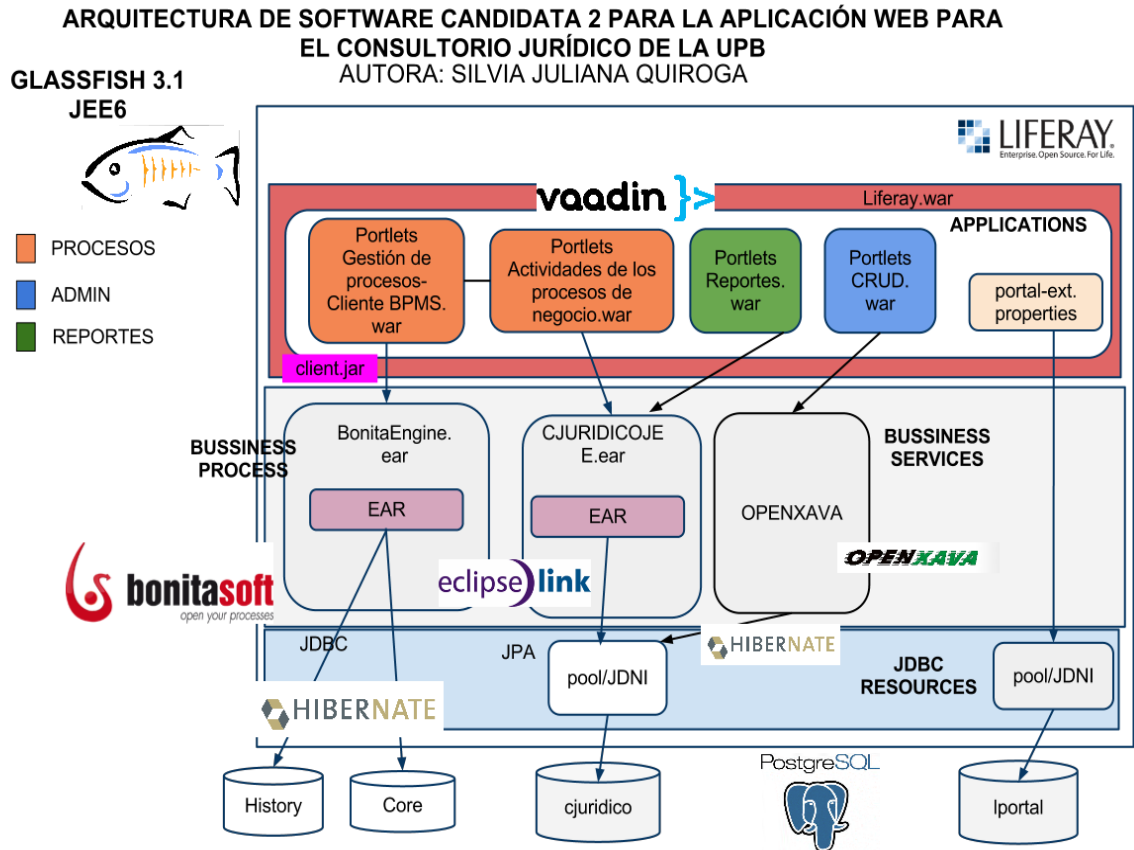 ARQUITECTURA DE SOFTWARE CANDIDATA 2 PARA LA APLICACIÓN WEB PARA
EL CONSULTORIO JURÍDICO DE LA UPB
AUTORA: SILVIA JULIANA QUIROGA
GLASSFISH 3.1
JEE6
PROCESOS
ADMIN
REPORTES
LIFERAY.
Enterprise. Open Source. For Life.
vaadin }>
Liferay.war
APPLICATIONS
Portlets
Gestión de
procesos-
Cliente BPMS.
war
Portlets
Actividades de los
procesos de
negocio.war
Portlets
Reportes.
war
Portlets
CRUD.
war
portal-ext.
properties
client.jar
BUSSINESS
PROCESS
BonitaEngine.
ear
EAR
CJURIDICOJE
E.ear
EAR
OPENXAVA
BUSSINESS
SERVICES
OPENXAVA
bonitasoft
open your processes
eclipse)link
JDBC
HIBERNATE
JPA
pool/JDNI
HIBERNATE
JDBC
RESOURCES
pool/JDNI
History
Core
cjuridico
PostgreSQL
lportal